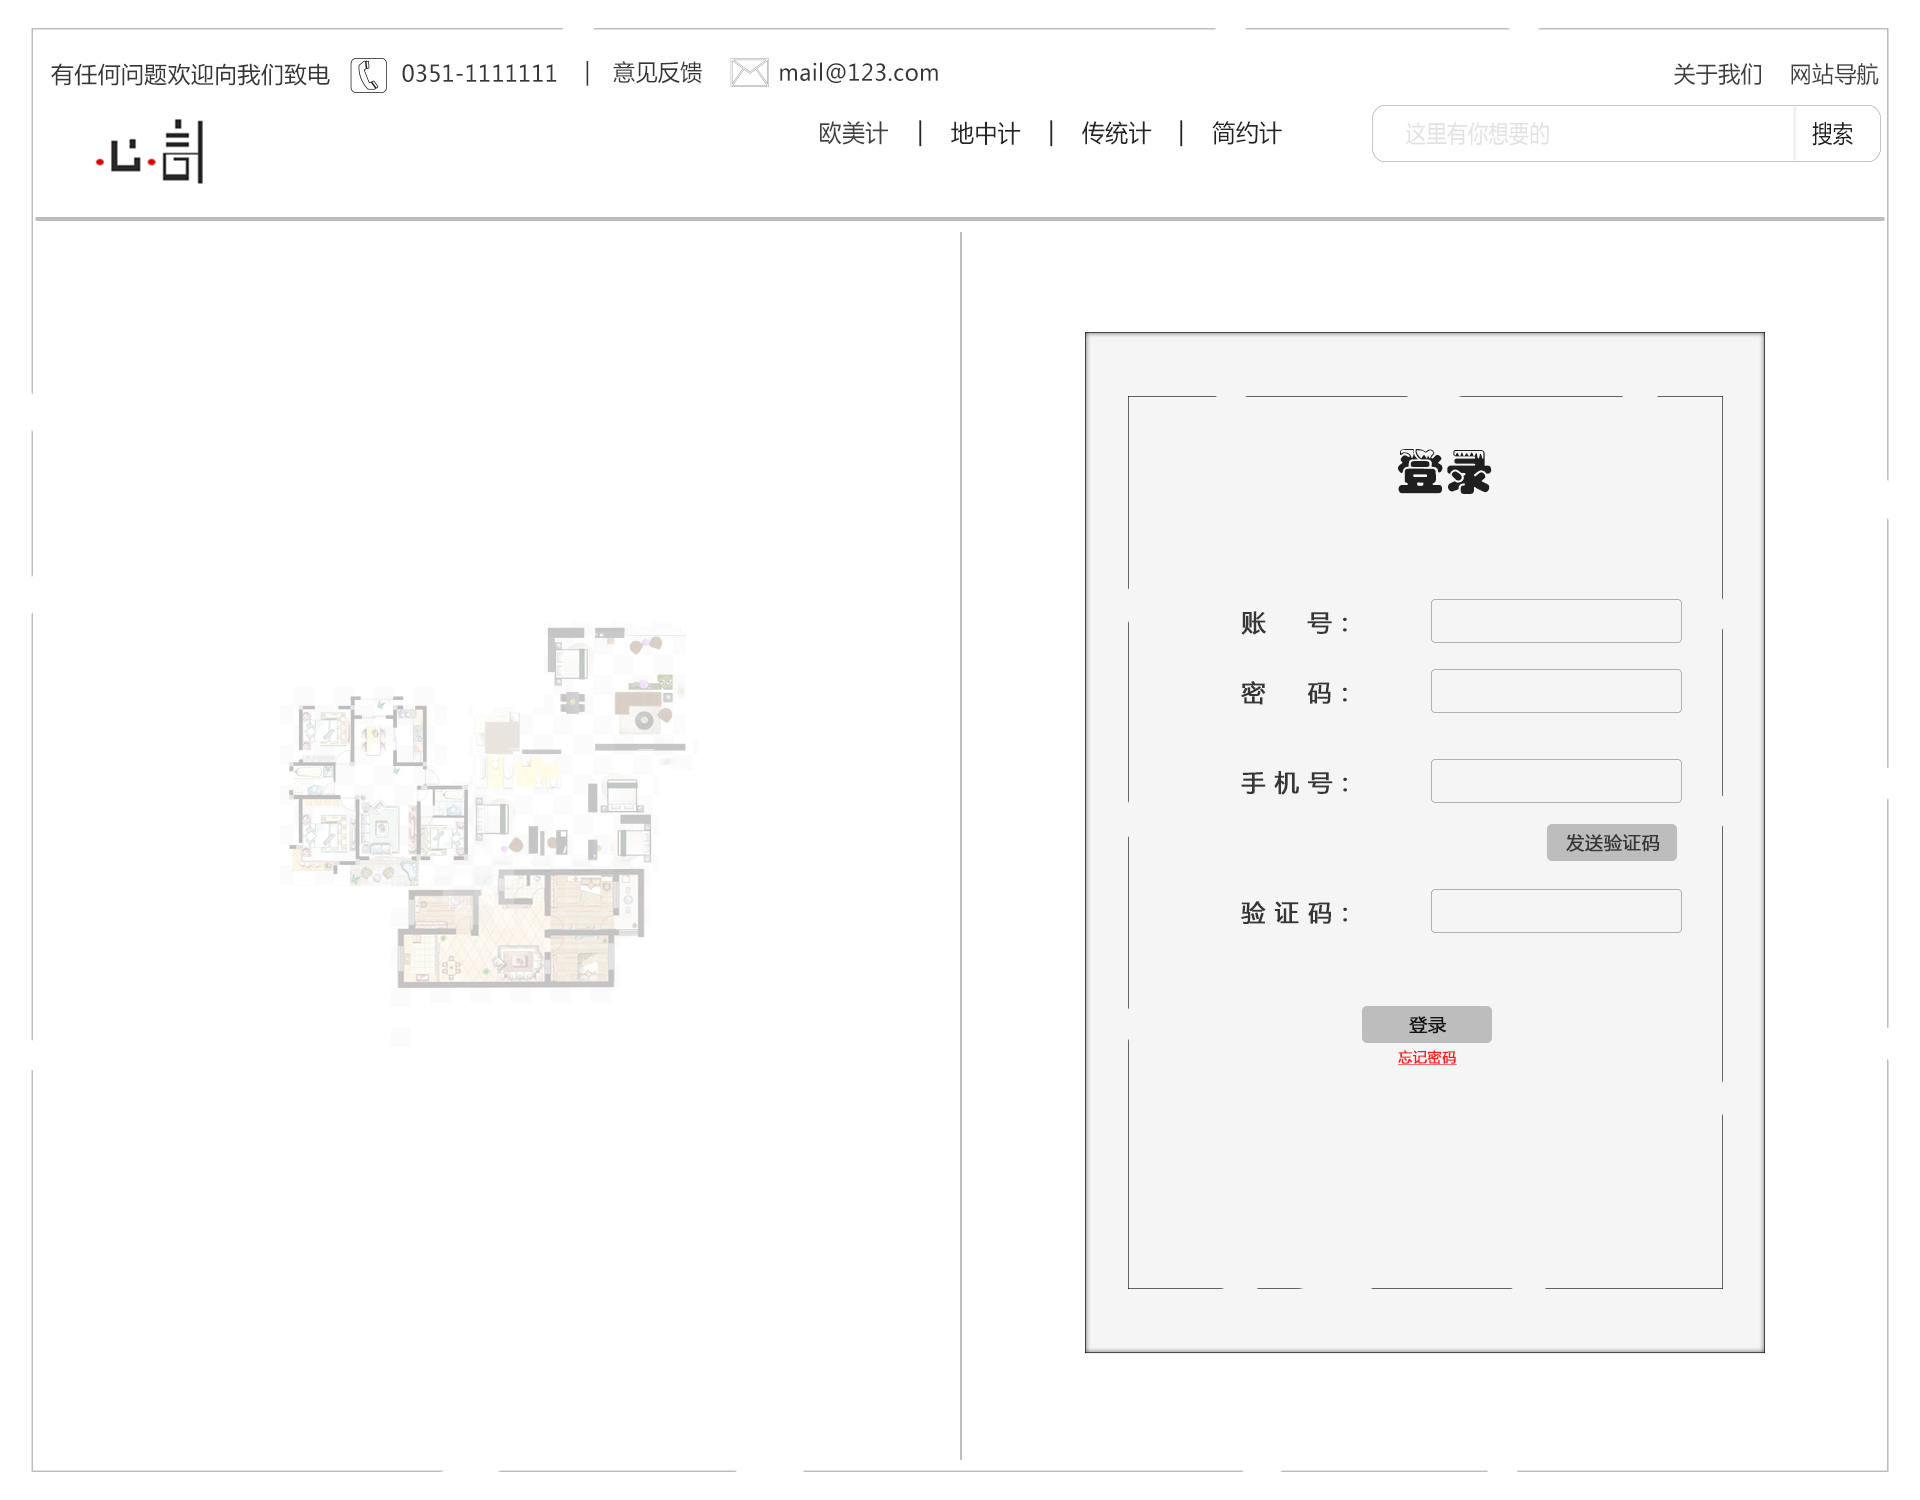 有任何问题欢迎向我们致电 0351-1111111 | 意见反馈 mail@123.com 关于我们 网站导航
心·計
欧美计 | 地中计 | 传统计 | 简约计 这里有你想要的 搜索
登录
账 号：
密 码：
手 机 号：
发送验证码
验 证 码：
登录
忘记密码